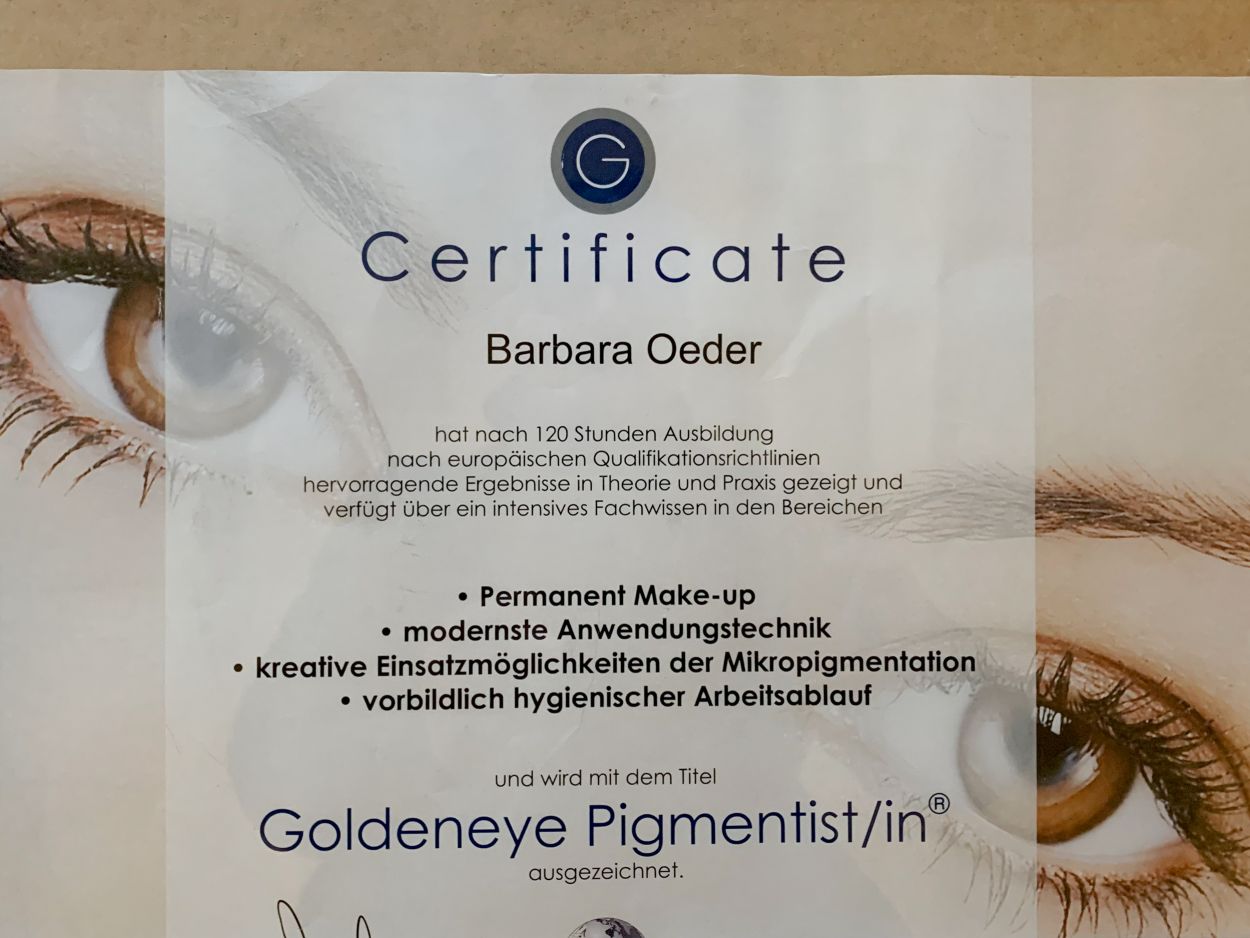 G
Certificate
Barbara Oeder
hat nach 120 Stunden Ausbildung
nach europäischen Qualifikationsrichtlinien
hervorragende Ergebnisse in Theorie und Praxis gezeigt und
verfügt über ein intensives Fachwissen in den Bereichen
• Permanent Make-up
• modernste Anwendungstechnik
• kreative Einsatzmöglichkeiten der Mikropigmentation
• vorbildlich hygienischer Arbeitsablauf
und wird mit dem Titel
Goldeneye Pigmentist/in®
ausgezeichnet.